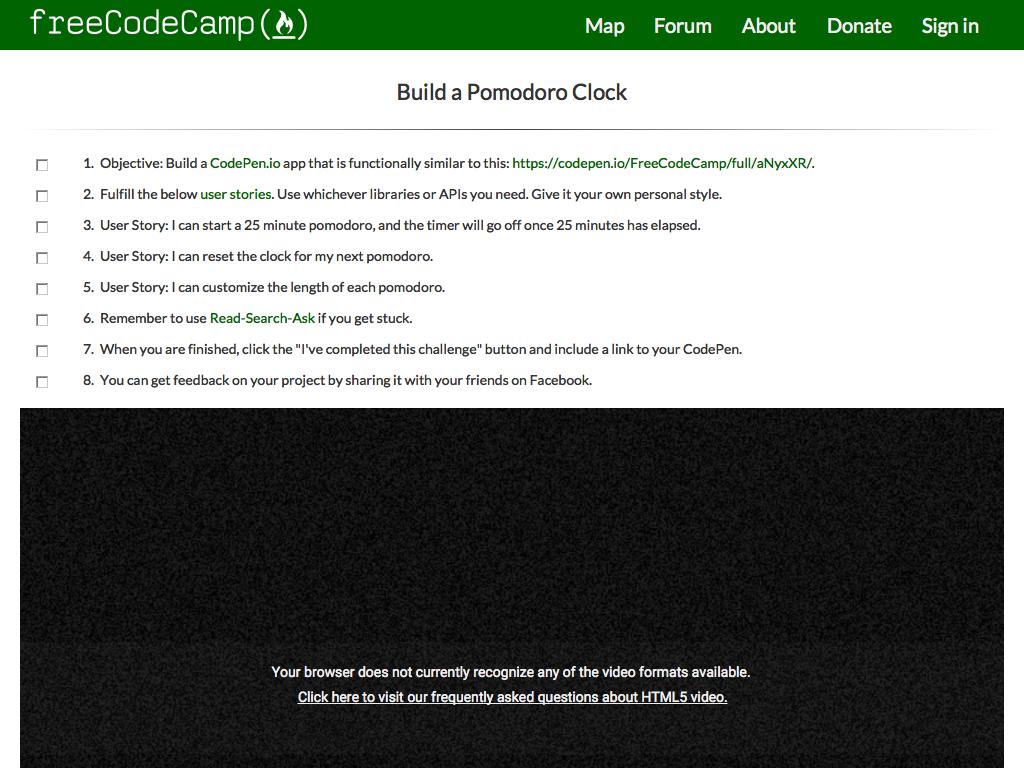 freeCodeCamp
Map Forum About Donate Sign in
Build a Pomodoro Clock
1. Objective: Build a CodePen.io app that is functionally similar to this: https://codepen.io/FreeCodeCamp/full/aNyxXR/.
2. Fulfill the below user stories. Use whichever libraries or APIs you need. Give it your own personal style.
3. User Story: I can start a 25 minute pomodoro, and the timer will go off once 25 minutes has elapsed.
4. User Story: I can reset the clock for my next pomodoro.
5. User Story: I can customize the length of each pomodoro.
6. Remember to use Read-Search-Ask if you get stuck.
7. When you are finished, click the "I've completed this challenge" button and include a link to your CodePen.
8. You can get feedback on your project by sharing it with your friends on Facebook.
Your browser does not currently recognize any of the video formats available.
Click here to visit our frequently asked questions about HTML5 video.